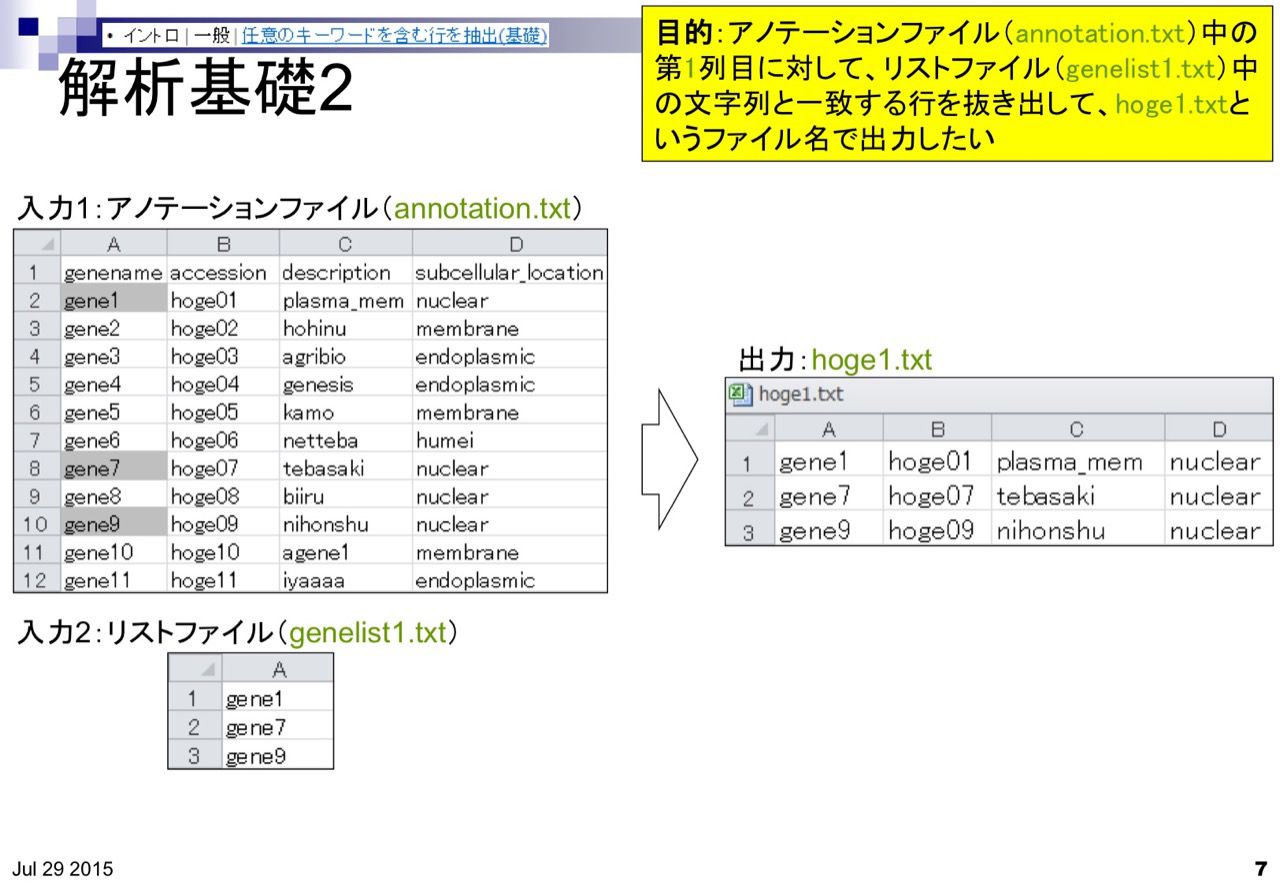 • イントロ | 一般 | 任意のキーワードを含む行を抽出(基礎)
解析基礎2
目的：アノテーションファイル（annotation.txt）中の
第1列目に対して、リストファイル（genelist1.txt）中
の文字列と一致する行を抜き出して、hoge1.txtと
いうファイル名で出力したい
入力1：アノテーションファイル（annotation.txt）
A B C D
1 genename accession description subcellular_location
2 gene1 hoge01 plasma_mem nuclear
3 gene2 hoge02 hohinu membrane
4 gene3 hoge03 agribio endoplasmic
5 gene4 hoge04 genesis endoplasmic
6 gene5 hoge05 kamo membrane
7 gene6 hoge06 netteba humei
8 gene7 hoge07 tebasaki nuclear
9 gene8 hoge08 biiru nuclear
10 gene9 hoge09 nihonshu nuclear
11 gene10 hoge10 agene1 membrane
12 gene11 hoge11 iyaaaa endoplasmic
出力：hoge1.txt
hoge1.txt
A B C D
1 gene1 hoge01 plasma_mem nuclear
2 gene7 hoge07 tebasaki nuclear
3 gene9 hoge09 nihonshu nuclear
入力2：リストファイル（genelist1.txt）
A
1 gene1
2 gene7
3 gene9
Jul 29 2015
7